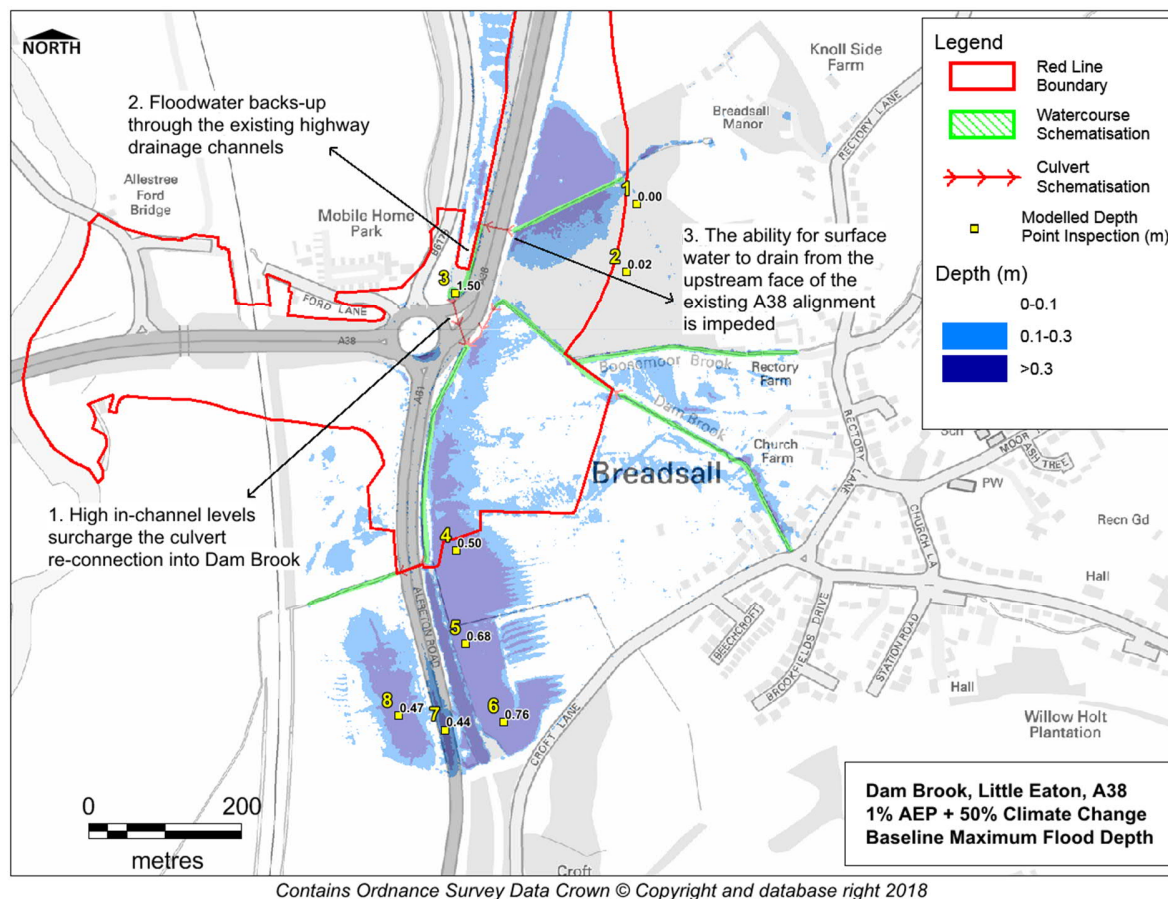 NORTH
2. Floodwater backs-up
through the existing highway
drainage channels
Allestree
Ford
Bridge
Mobile Home
Park
B6179
FORD LANE
A38
A38
A61
Knoll Side
Farm
Breadsall
Manor
RECTORY LANE
1
0.00
2
0.02
3
1.50
3. The ability for surface
water to drain from the
upstream face of the
existing A38 alignment
is impeded
Boosemoor Brook
Rectory
Farm
Dam Brook
Church
Farm
Breadsall
RECTORY LANE
MOOR
ASH TREE
Sch
PW
CHURCH LA
Recn Gd
Hall
1. High in-channel levels
surcharge the culvert
re-connection into Dam Brook
4
0.50
5
0.68
6
0.76
7
0.44
8
0.47
ALFRETON ROAD
BEECHCROFT
BROOKFIELDS DRIVE
STATION ROAD
CROFT LANE
Hall
Willow Holt
Plantation
Croft
0 200
metres
Legend
Red Line
Boundary
Watercourse
Schematisation
Culvert
Schematisation
Modelled Depth
Point Inspection (m)
Depth (m)
0-0.1
0.1-0.3
>0.3
Dam Brook, Little Eaton, A38
1% AEP + 50% Climate Change
Baseline Maximum Flood Depth
Contains Ordnance Survey Data Crown © Copyright and database right 2018